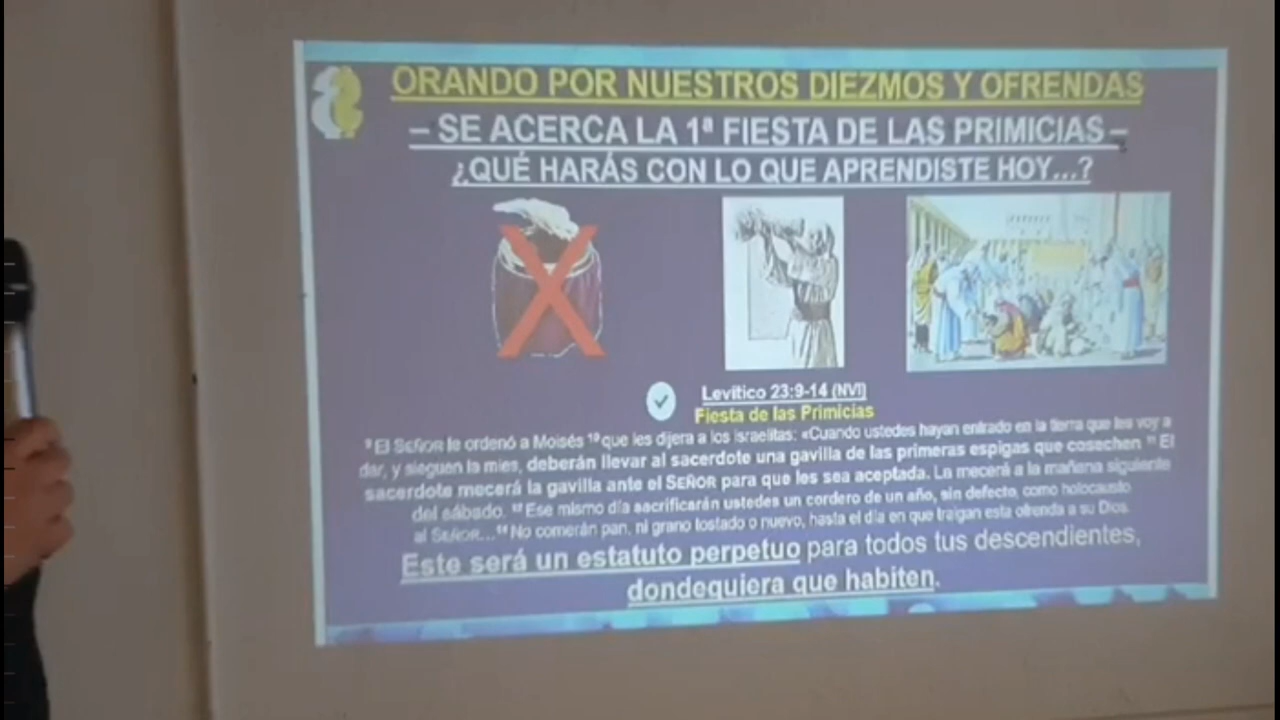 ORANDO POR NUESTROS DIEZMOS Y OFRENDAS
– SE ACERCA LA 1ª FIESTA DE LAS PRIMICIAS –
¿QUÉ HARÁS CON LO QUE APRENDISTE HOY...?
Levítico 23:9-14 (NVI)
Fiesta de las Primicias
⁹ El SEÑOR le ordenó a Moisés ¹⁰ que les dijera a los israelitas: «Cuando ustedes hayan entrado en la tierra que les voy a
dar, y sieguen la mies, deberán llevar al sacerdote una gavilla de las primeras espigas que cosechen. ¹¹ El
sacerdote mecerá la gavilla ante el SEÑOR para que les sea aceptada. La mecerá a la mañana siguiente
del sábado. ¹² Ese mismo día sacrificarán ustedes un cordero de un año, sin defecto, como holocausto
al SEÑOR...¹⁴ No comerán pan, ni grano tostado o nuevo, hasta el día en que traigan esta ofrenda a su Dios.
Este será un estatuto perpetuo para todos tus descendientes,
dondequiera que habiten.